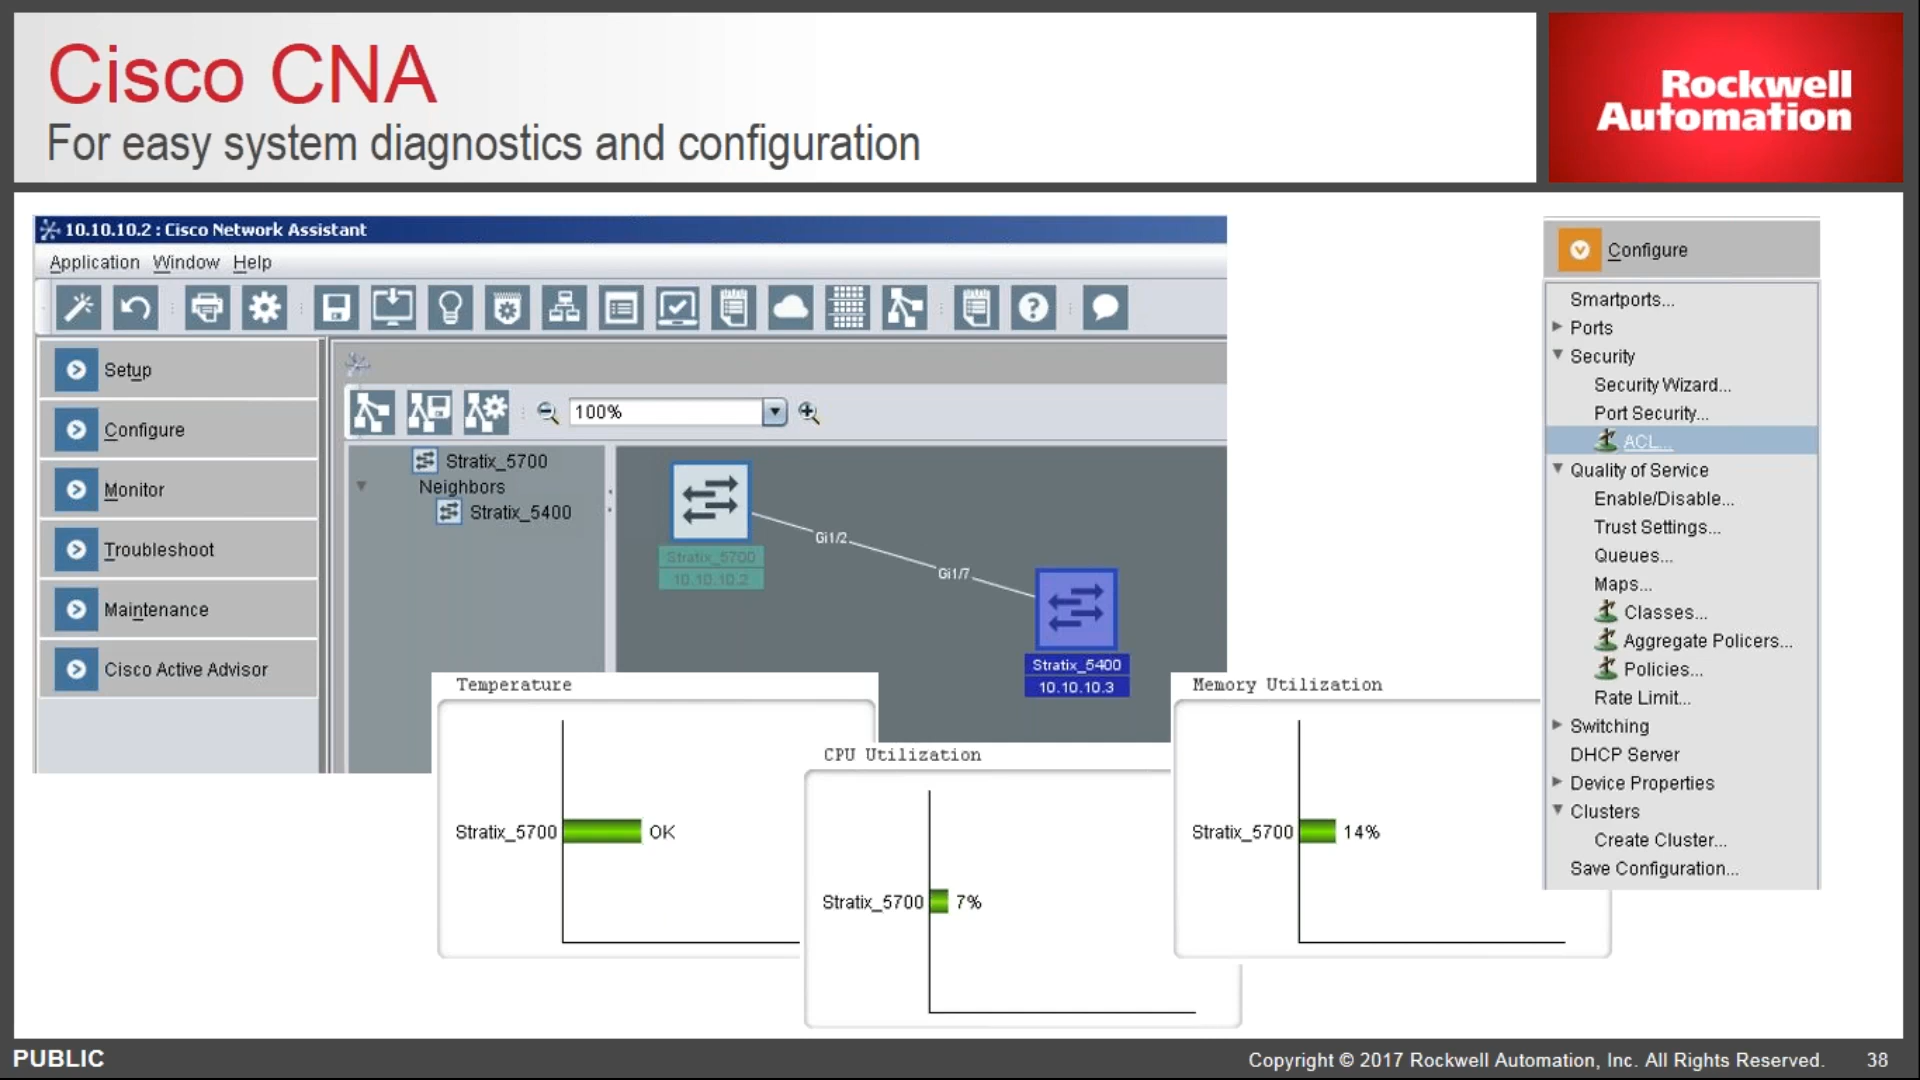 Cisco CNA
For easy system diagnostics and configuration
Rockwell
Automation
10.10.10.2 : Cisco Network Assistant
Application Window Help
Setup
Configure
Monitor
Troubleshoot
Maintenance
Cisco Active Advisor
100%
Stratix_5700
Neighbors
Stratix_5400
Stratix_5700
10.10.10.2
Gi1/2
Gi1/7
Stratix_5400
10.10.10.3
Temperature
Stratix_5700 OK
CPU Utilization
Stratix_5700 7%
Memory Utilization
Stratix_5700 14%
Configure
Smartports...
Ports
Security
Security Wizard...
Port Security...
ACL...
Quality of Service
Enable/Disable...
Trust Settings...
Queues...
Maps...
Classes...
Aggregate Policers...
Policies...
Rate Limit...
Switching
DHCP Server
Device Properties
Clusters
Create Cluster...
Save Configuration...
PUBLIC
Copyright © 2017 Rockwell Automation, Inc. All Rights Reserved. 38